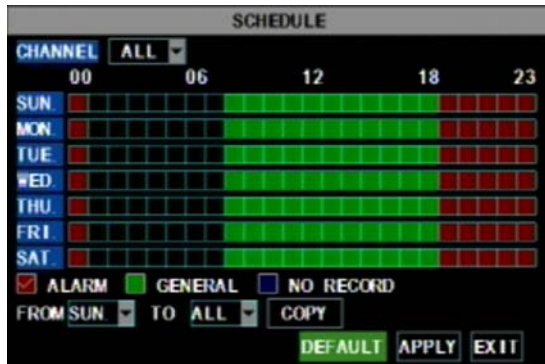 SCHEDULE
CHANNEL ALL
00 06 12 18 23
SUN.
MON.
TUE.
WED.
THU.
FRI.
SAT.
ALARM GENERAL NO RECORD
FROM SUN. TO ALL COPY
DEFAULT APPLY EXIT